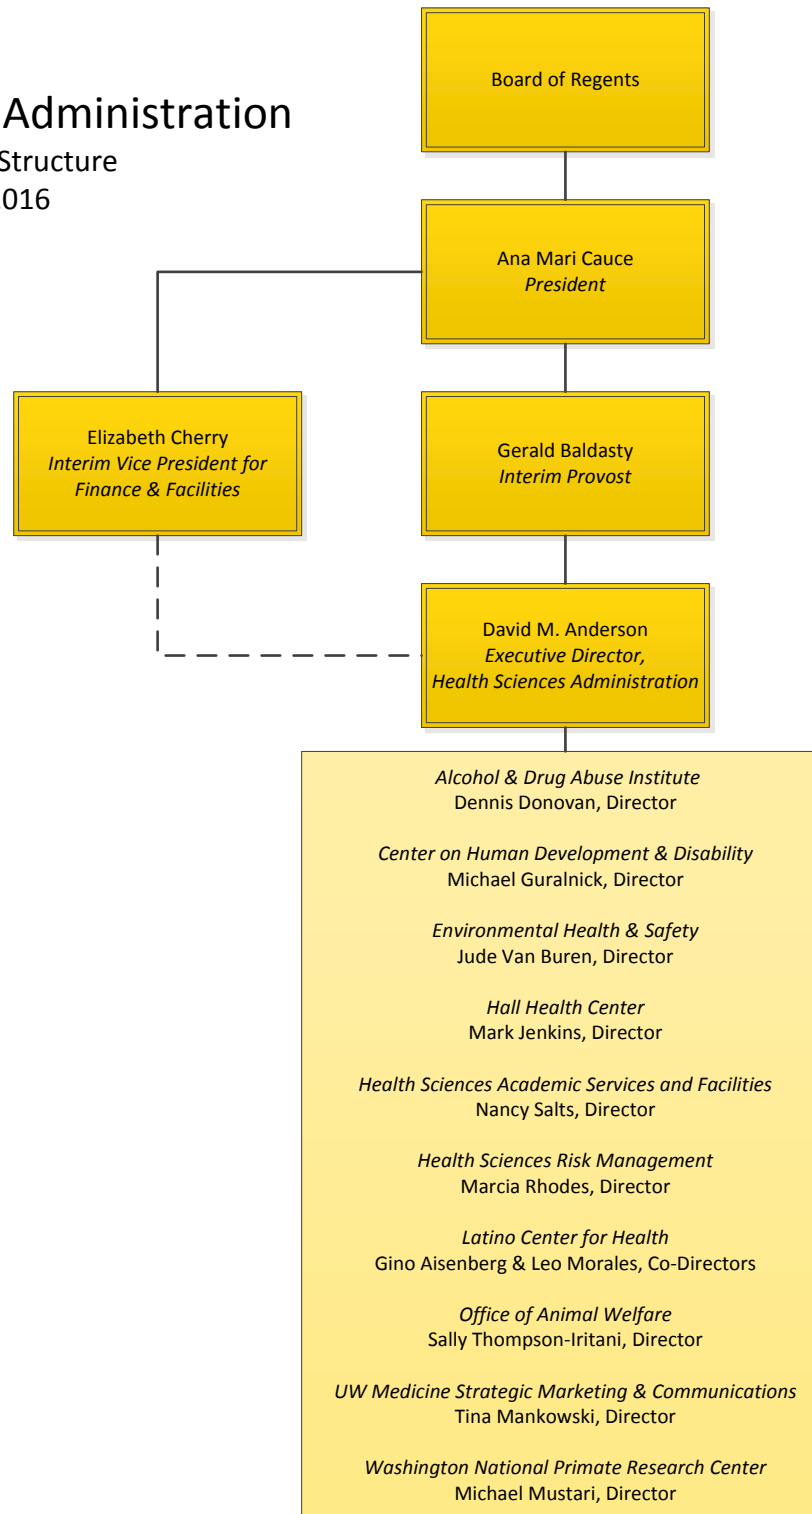 Board of Regents
Administration
Structure
Ana Mari Cauce
President
Elizabeth Cherry
Interim Vice President for
Finance & Facilities
Gerald Baldasty
Interim Provost
David M. Anderson
Executive Director,
Health Sciences Administration
Alcohol & Drug Abuse Institute
Dennis Donovan, Director
Center on Human Development & Disability
Michael Guralnick, Director
Environmental Health & Safety
Jude Van Buren, Director
Hall Health Center
Mark Jenkins, Director
Health Sciences Academic Services and Facilities
Nancy Salts, Director
Health Sciences Risk Management
Marcia Rhodes, Director
Latino Center for Health
Gino Aisenberg & Leo Morales, Co-Directors
Office of Animal Welfare
Sally Thompson-Iritani, Director
UW Medicine Strategic Marketing & Communications
Tina Mankowski, Director
Washington National Primate Research Center
Michael Mustari, Director